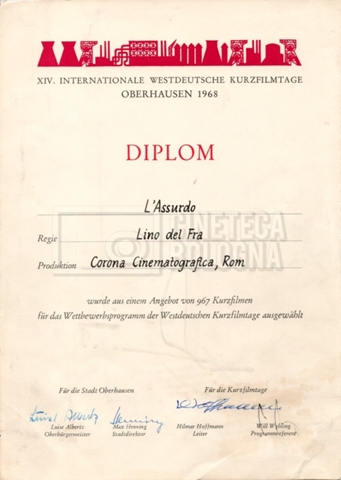 XIV. INTERNATIONALE WESTDEUTSCHE KURZFILMTAGE
OBERHAUSEN 1968
DIPLOM
L'Assurdo
Regie Lino del Fra
Produktion Corona Cinematografica, Rom
CINETECA
BOLOGNA
wurde aus einem Angebot von 967 Kurzfilmen
für das Wettbewerbsprogramm der Westdeutschen Kurzfilmtage ausgewählt
Für die Stadt Oberhausen Für die Kurzfilmtage
Luise Albertz Max Henning Hilmar Hoffmann Will Wehling
Oberbürgermeister Stadtdirektor Leiter Programmreferent